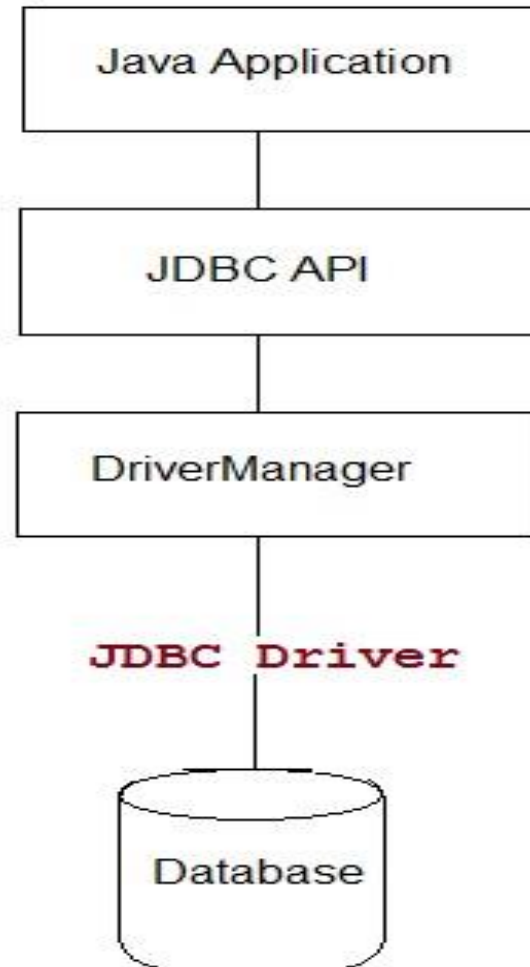 Java Application
JDBC API
DriverManager
JDBC Driver
Database